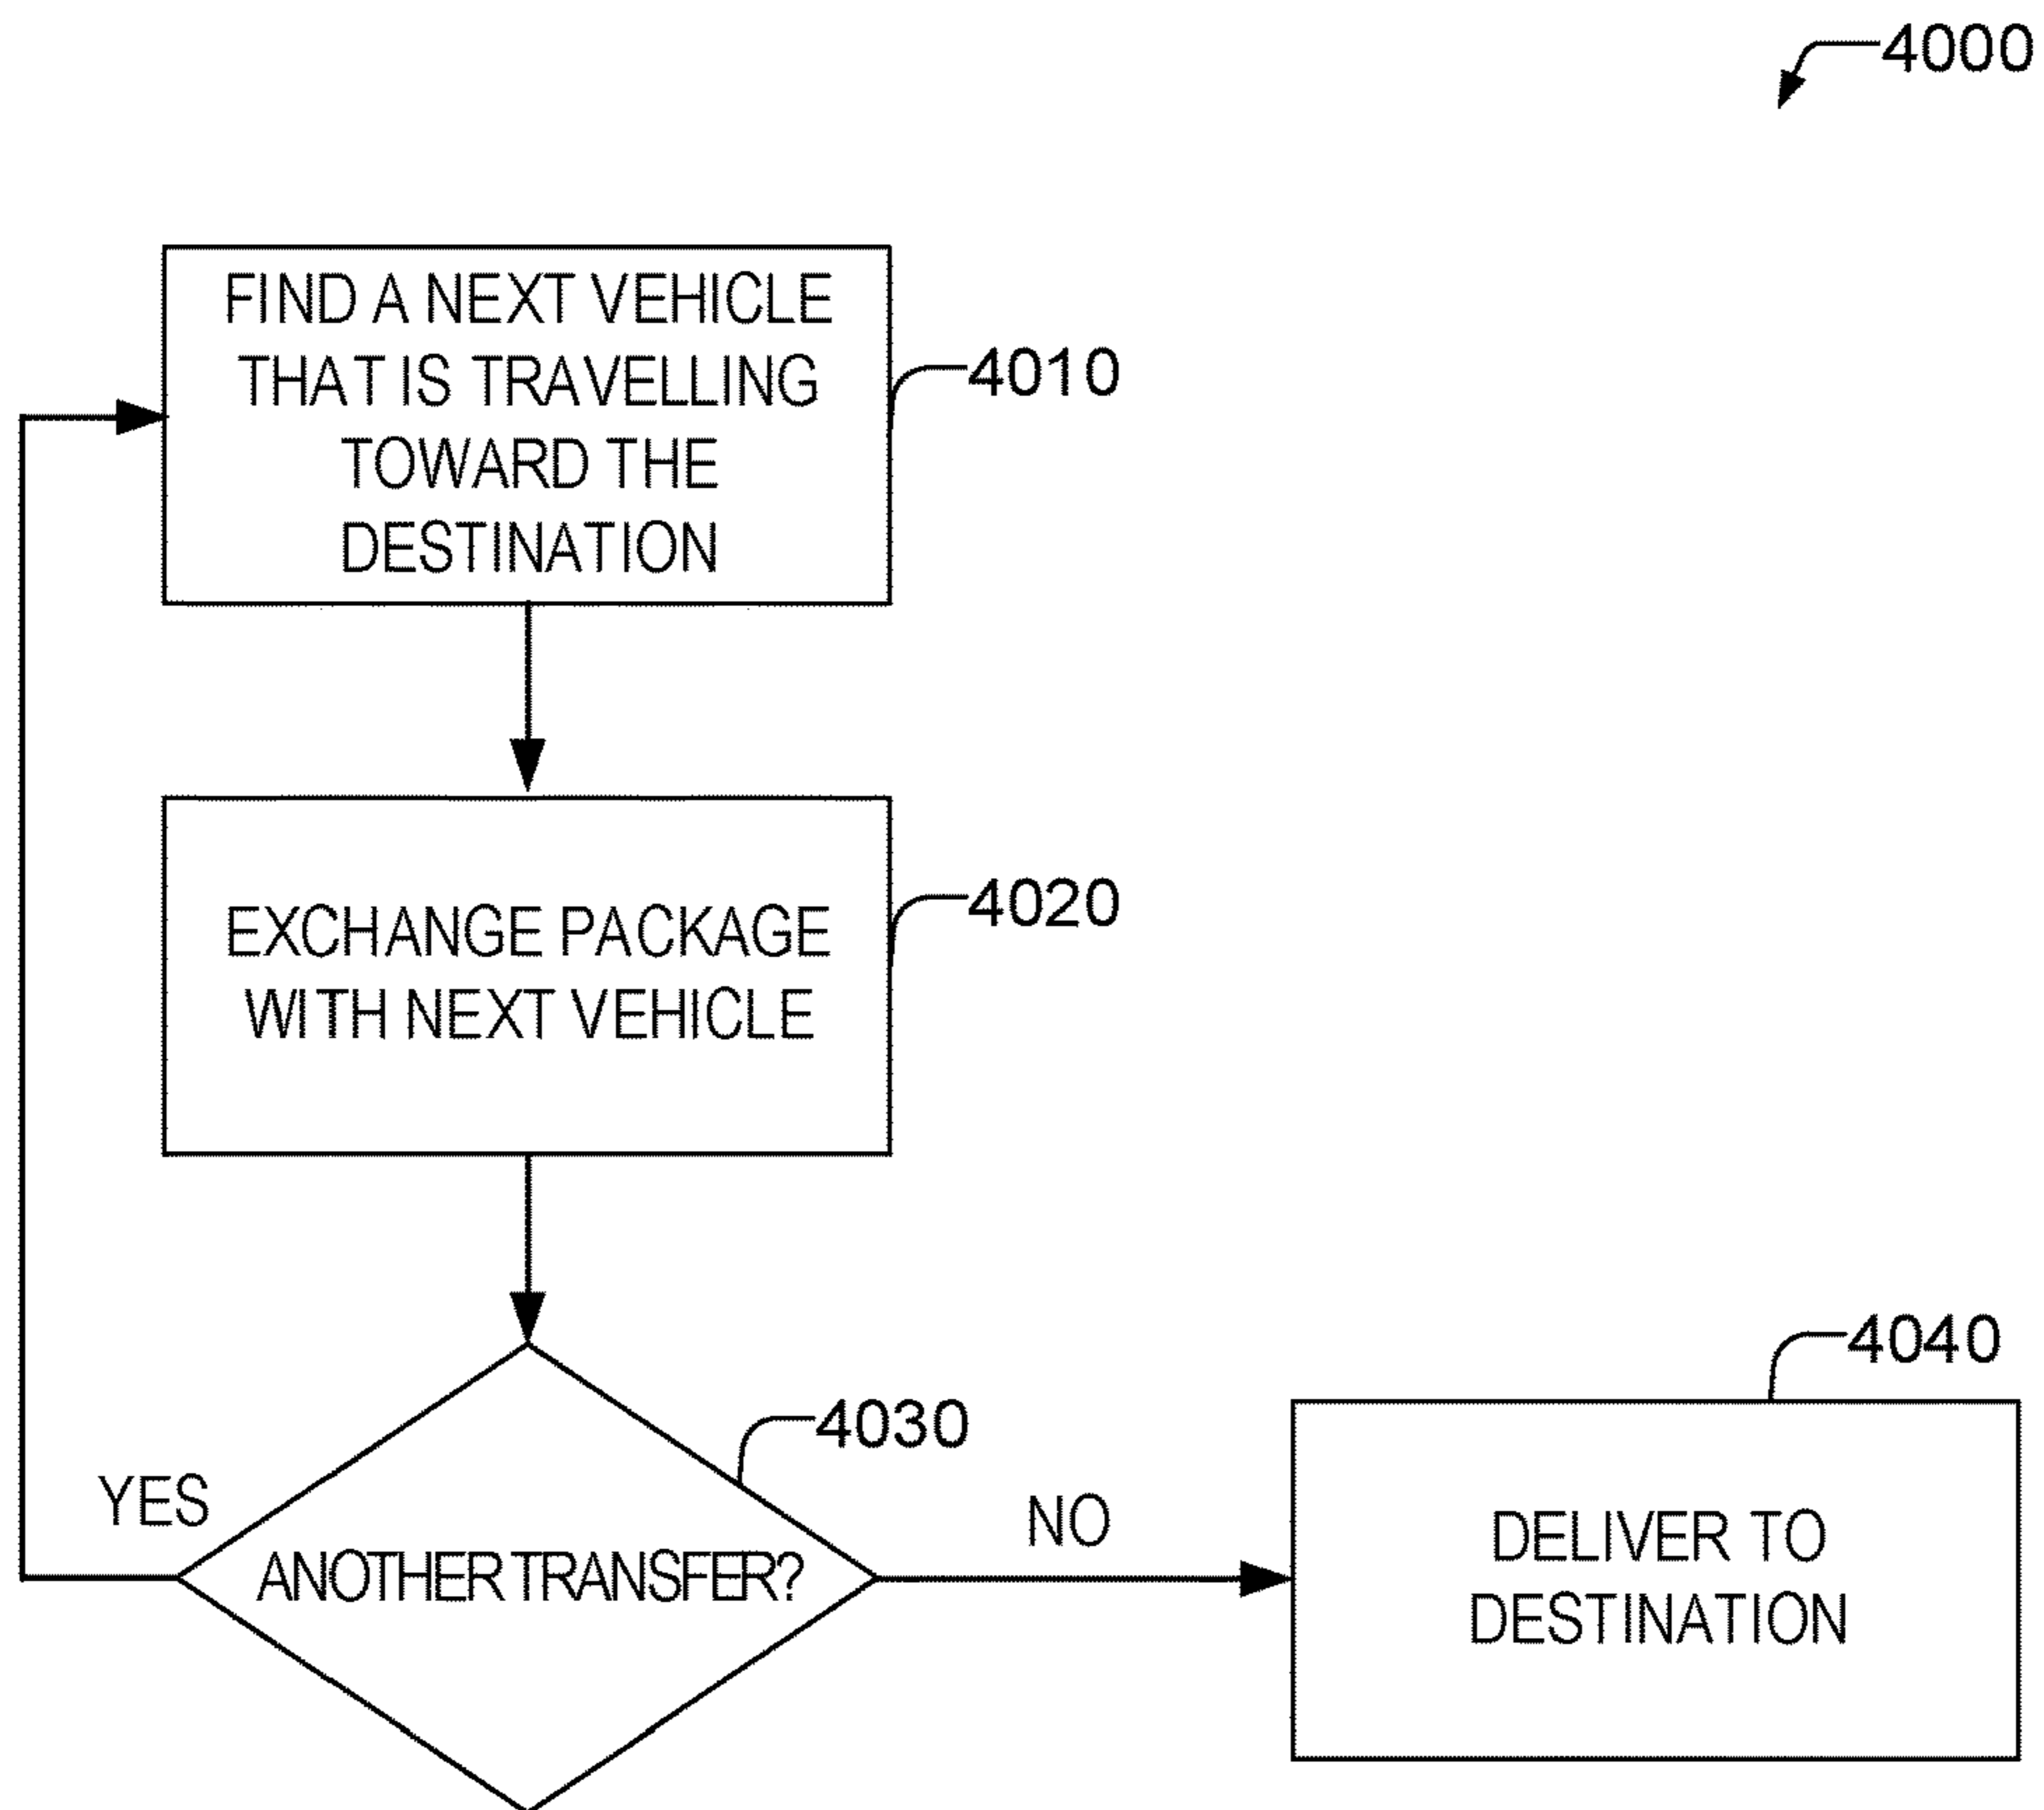 4000
FIND A NEXT VEHICLE
THAT IS TRAVELLING
TOWARD THE
DESTINATION
4010
EXCHANGE PACKAGE
WITH NEXT VEHICLE
4020
ANOTHER TRANSFER?
4030
YES
NO
DELIVER TO
DESTINATION
4040